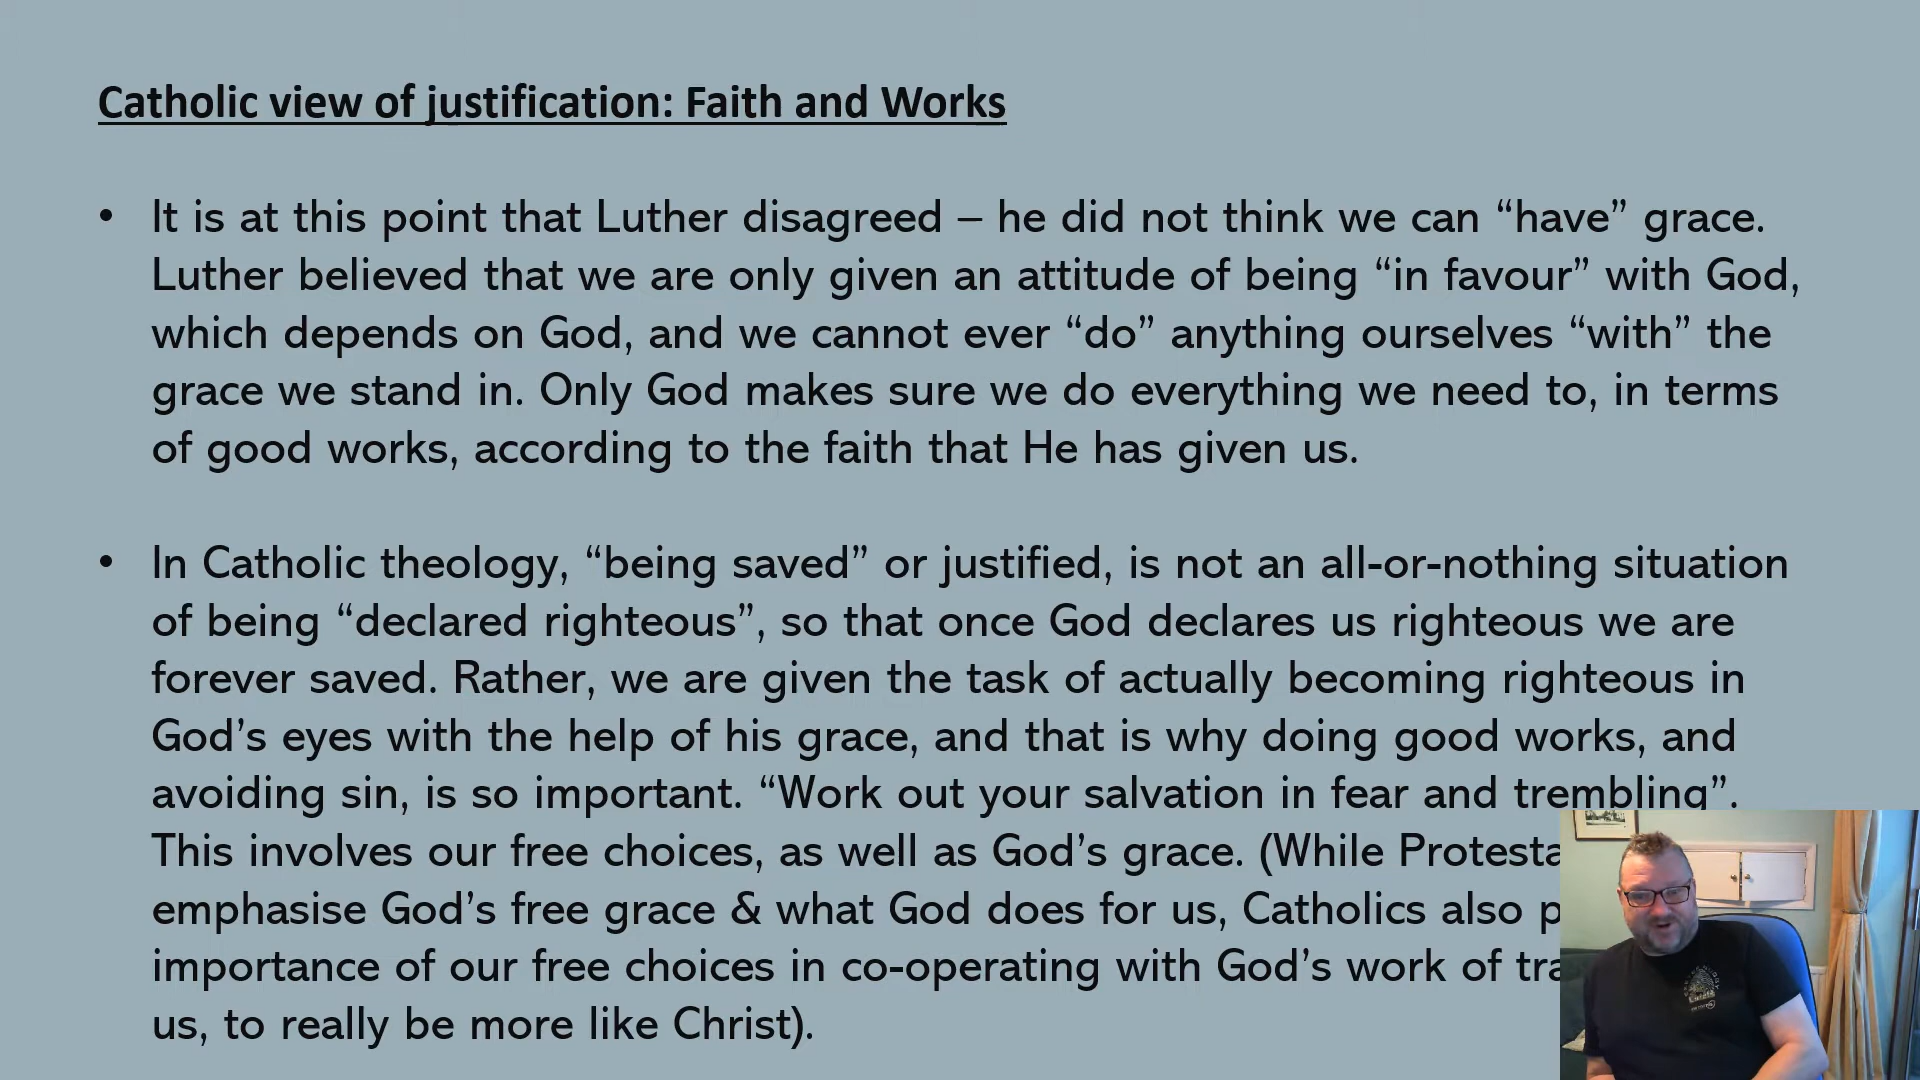 Catholic view of justification: Faith and Works
• It is at this point that Luther disagreed – he did not think we can “have” grace.
Luther believed that we are only given an attitude of being “in favour” with God,
which depends on God, and we cannot ever “do” anything ourselves “with” the
grace we stand in. Only God makes sure we do everything we need to, in terms
of good works, according to the faith that He has given us.
• In Catholic theology, “being saved” or justified, is not an all-or-nothing situation
of being “declared righteous”, so that once God declares us righteous we are
forever saved. Rather, we are given the task of actually becoming righteous in
God’s eyes with the help of his grace, and that is why doing good works, and
avoiding sin, is so important. “Work out your salvation in fear and trembling”.
This involves our free choices, as well as God’s grace. (While
emphasise God’s free grace & what God does for us, Catholics also
importance of our free choices in co-operating with God’s work of
us, to really be more like Christ).